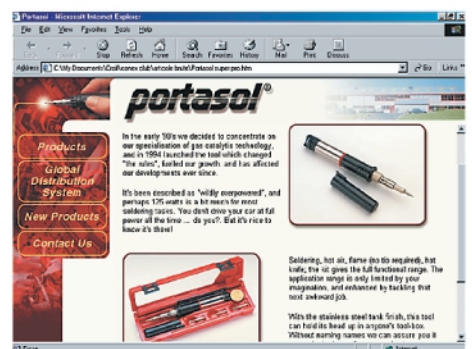 Portasol - Microsoft Internet Explorer
File Edit View Favorites Tools Help
Stop Refresh Home Search Favorites History Mail Print Discuss
Address
Go Links
portasol®
Products
Global
Distribution
System
New Products
Contact Us
In the early '90's we decided to concentrate on
our specialisation of gas catalytic technology,
and in 1994 launched the tool which changed
"the rules", fuelled our growth, and has affected
our developments ever since.
It's been described as "wildly overpowered", and
perhaps 125 watts is a bit much for most
soldering tasks. You don't drive your car at full
power all the time ... do you?. But it's nice to
know it's there!
Soldering, hot air, flame (no tip required), hot
knife; the kit gives the full functional range. The
application range is only limited by your
imagination, and enhanced by tackling that
next awkward job.
With the stainless steel tank finish, this tool
can hold its head up in anyone's tool-box.
Without naming names we can assure you it